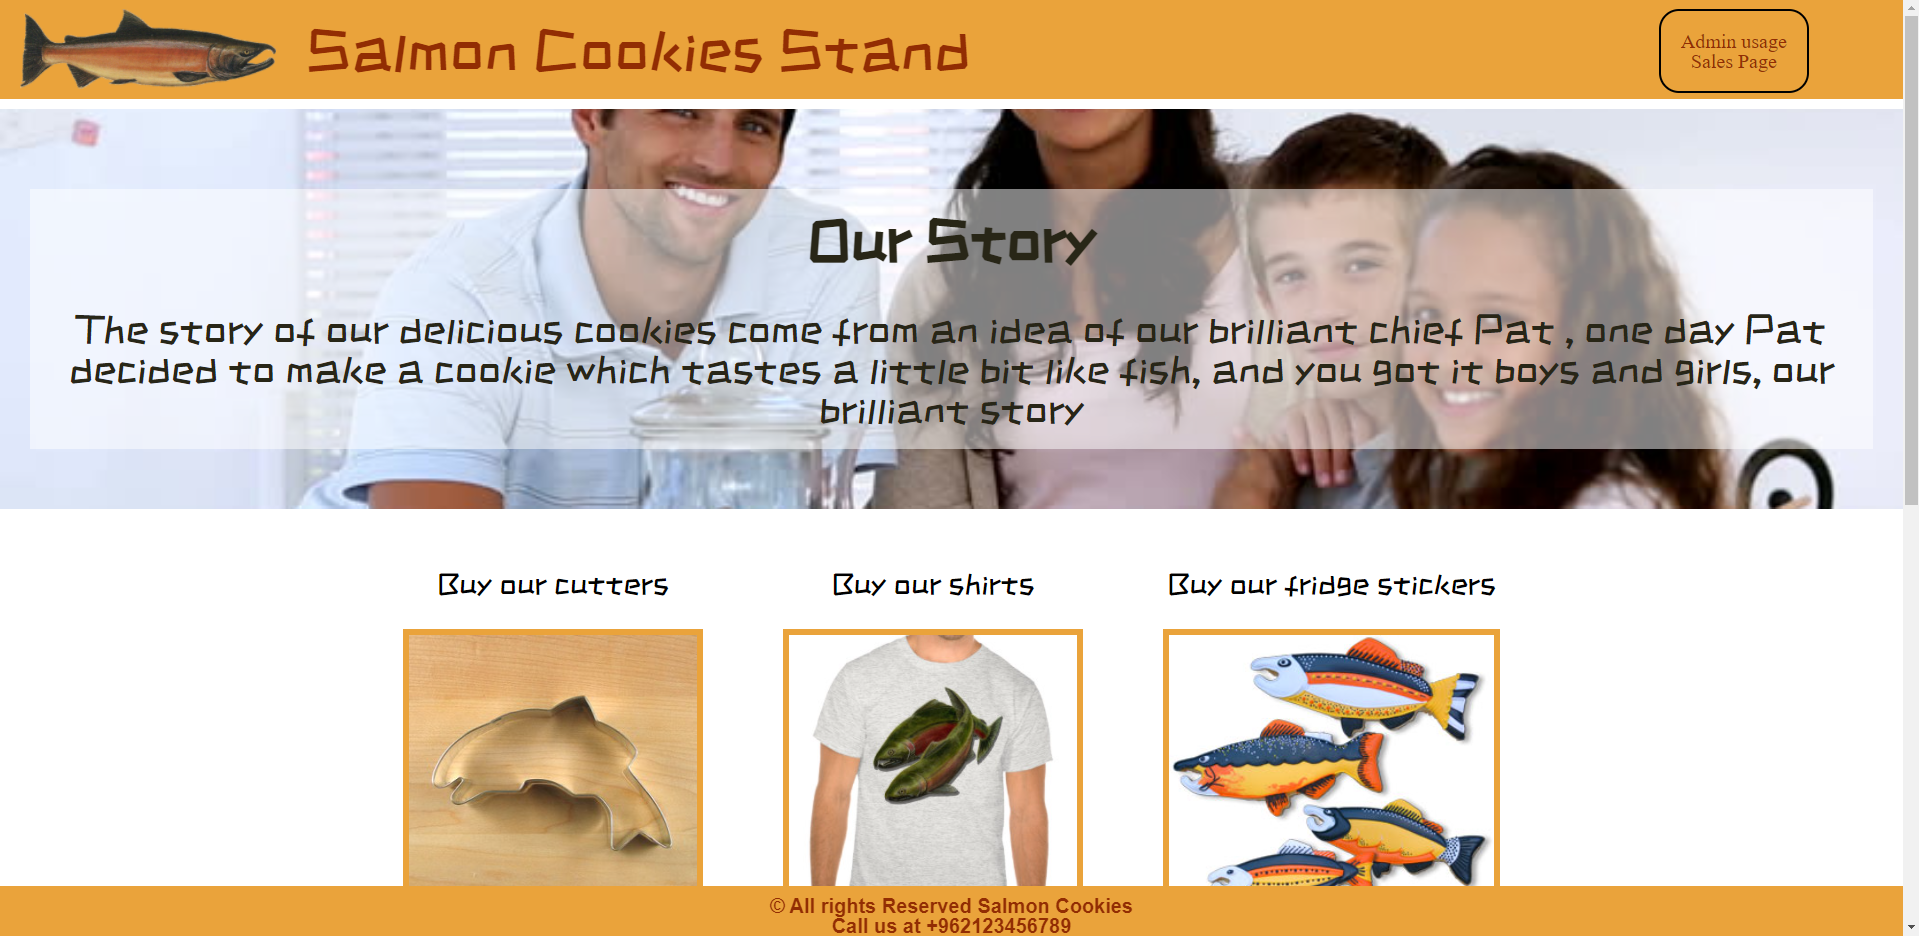 Salmon Cookies Stand
Admin usage
Sales Page
Our Story
The story of our delicious cookies come from an idea of our brilliant chief Pat , one day Pat
decided to make a cookie which tastes a little bit like fish, and you got it boys and girls, our
brilliant story
Buy our cutters
Buy our shirts
Buy our fridge stickers
© All rights Reserved Salmon Cookies
Call us at +962123456789